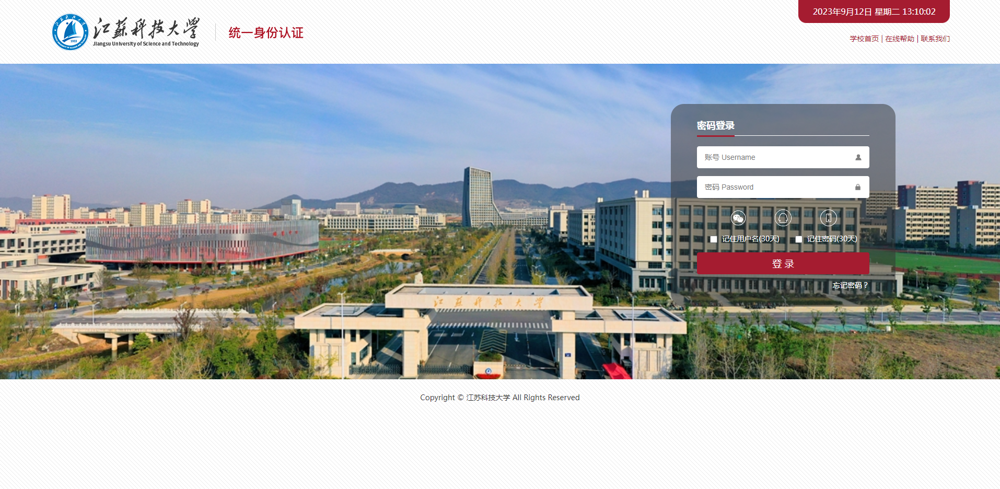 江蘇科技大学
Jiangsu University of Science and Technology
1933
统一身份认证
2023年9月12日 星期二 13:10:02
学校首页 | 在线帮助 | 联系我们
密码登录
账号 Username
密码 Password
记住用户名(30天)
记住密码(30天)
登 录
忘记密码？
江蘇科技大学
Copyright © 江苏科技大学 All Rights Reserved